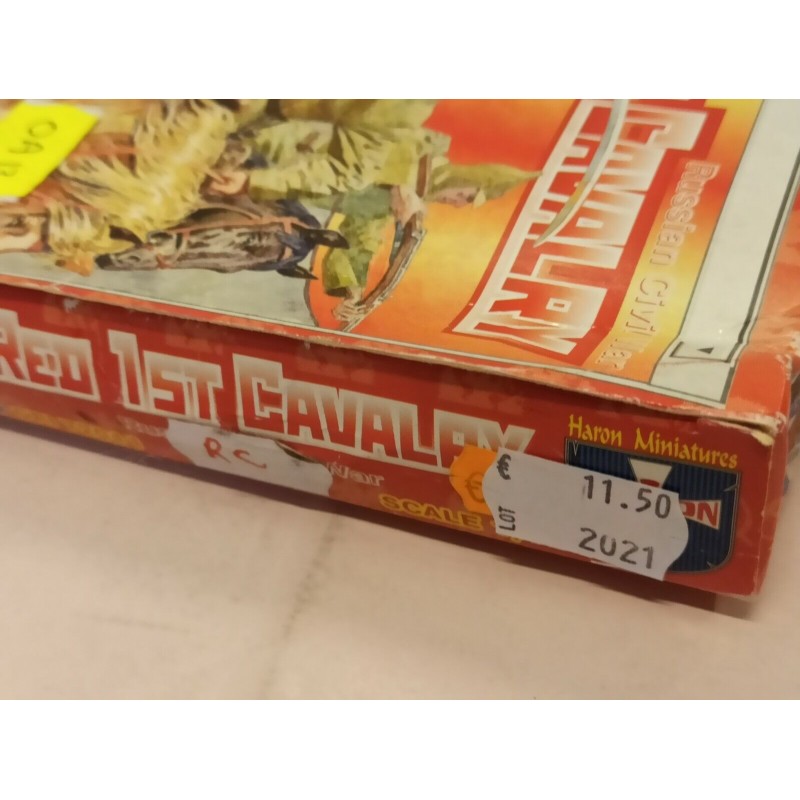 CAVALRY
Russian Civil War
RED 1ST CAVALRY
RC
War
SCALE
Haron Miniatures
€ 11.50
LOT 2021